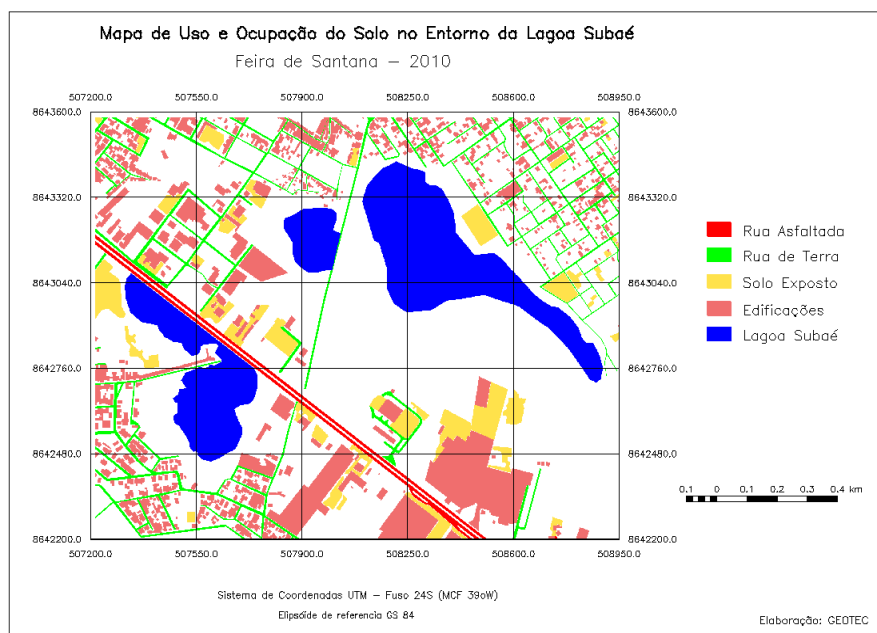 Mapa de Uso e Ocupação do Solo no Entorno da Lagoa Subaé
Feira de Santana – 2010
507200.0 507550.0 507900.0 508250.0 508600.0 508950.0
8643600.0 8643600.0
8643320.0 8643320.0
8643040.0 8643040.0
8642760.0 8642760.0
8642480.0 8642480.0
8642200.0 8642200.0
507200.0 507550.0 507900.0 508250.0 508600.0 508950.0
Rua Asfaltada
Rua de Terra
Solo Exposto
Edificações
Lagoa Subaé
0.1 0 0.1 0.2 0.3 0.4 km
Sistema de Coordenadas UTM – Fuso 24S (MCF 39oW)
Elipsóide de referencia GS 84
Elaboração: GEOTEC